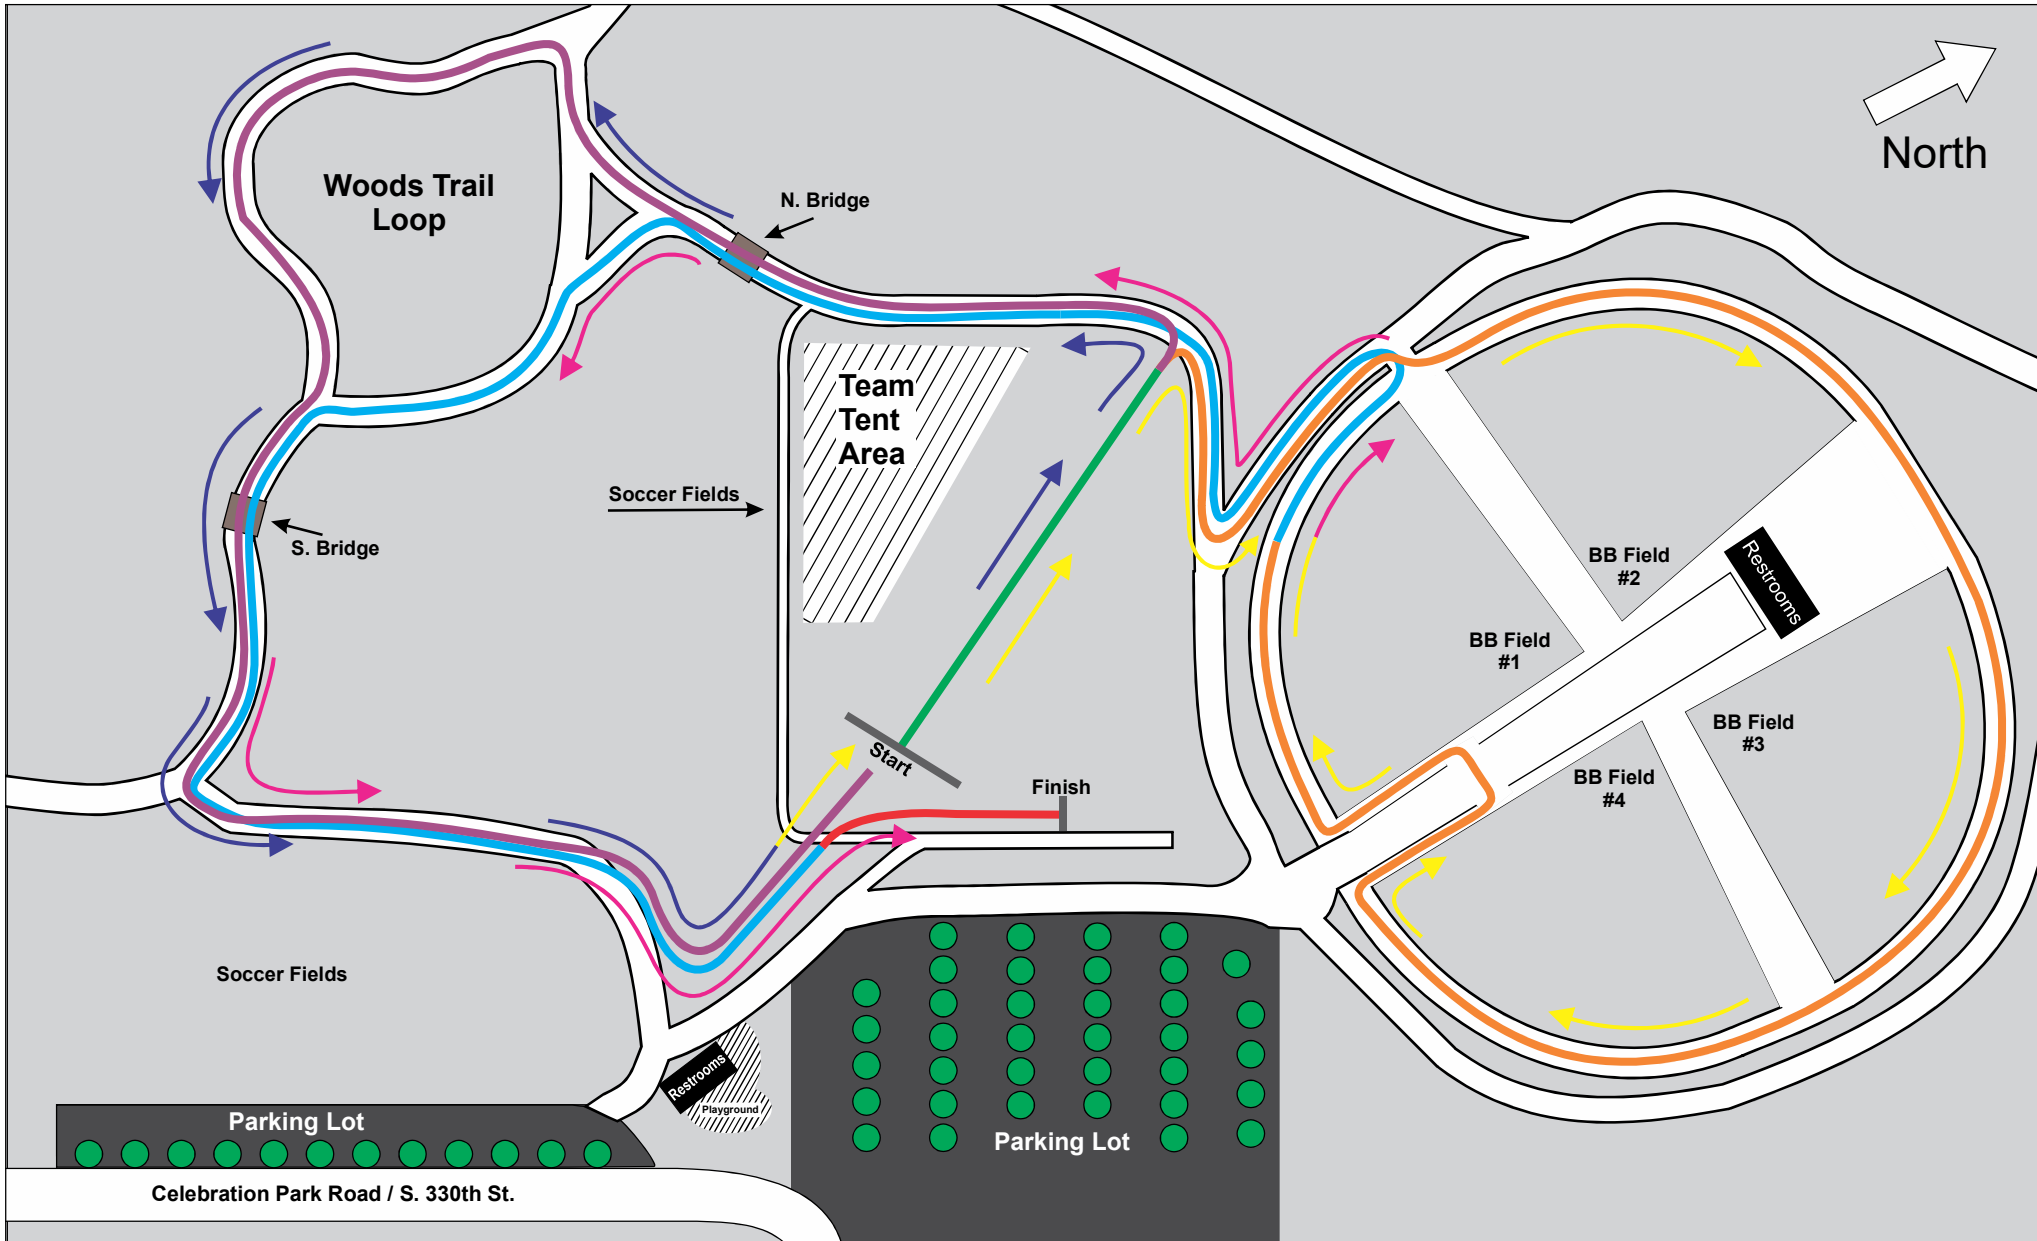 North
N. Bridge
Woods Trail
Loop
Team
Tent
Area
Soccer Fields
S. Bridge
BB Field
#2
Restrooms
BB Field
#1
BB Field
#3
Start
BB Field
#4
Finish
Soccer Fields
Restrooms
Playground
Parking Lot
Parking Lot
Celebration Park Road / S. 330th St.